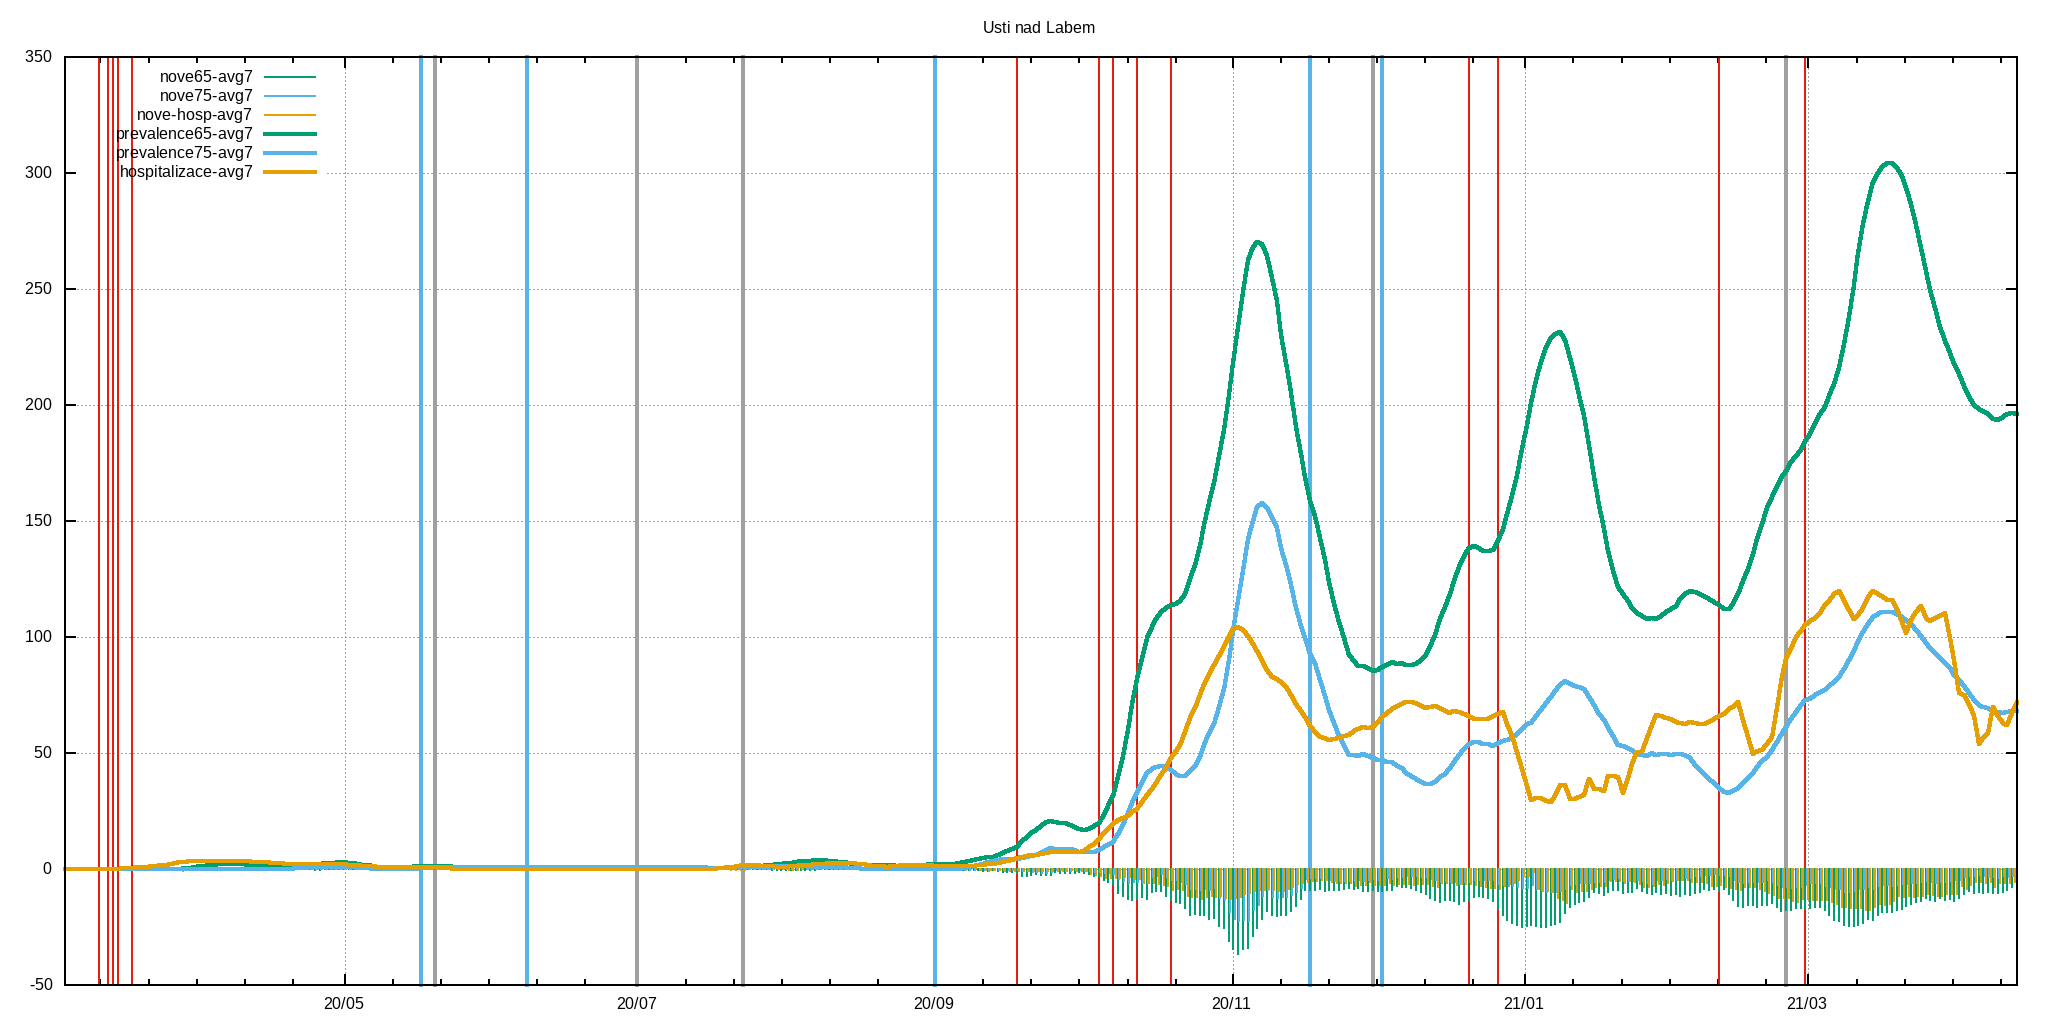 Usti nad Labem
350
300
250
200
150
100
50
0
-50
nove65-avg7
nove75-avg7
nove-hosp-avg7
prevalence65-avg7
prevalence75-avg7
hospitalizace-avg7
20/05 20/07 20/09 20/11 21/01 21/03